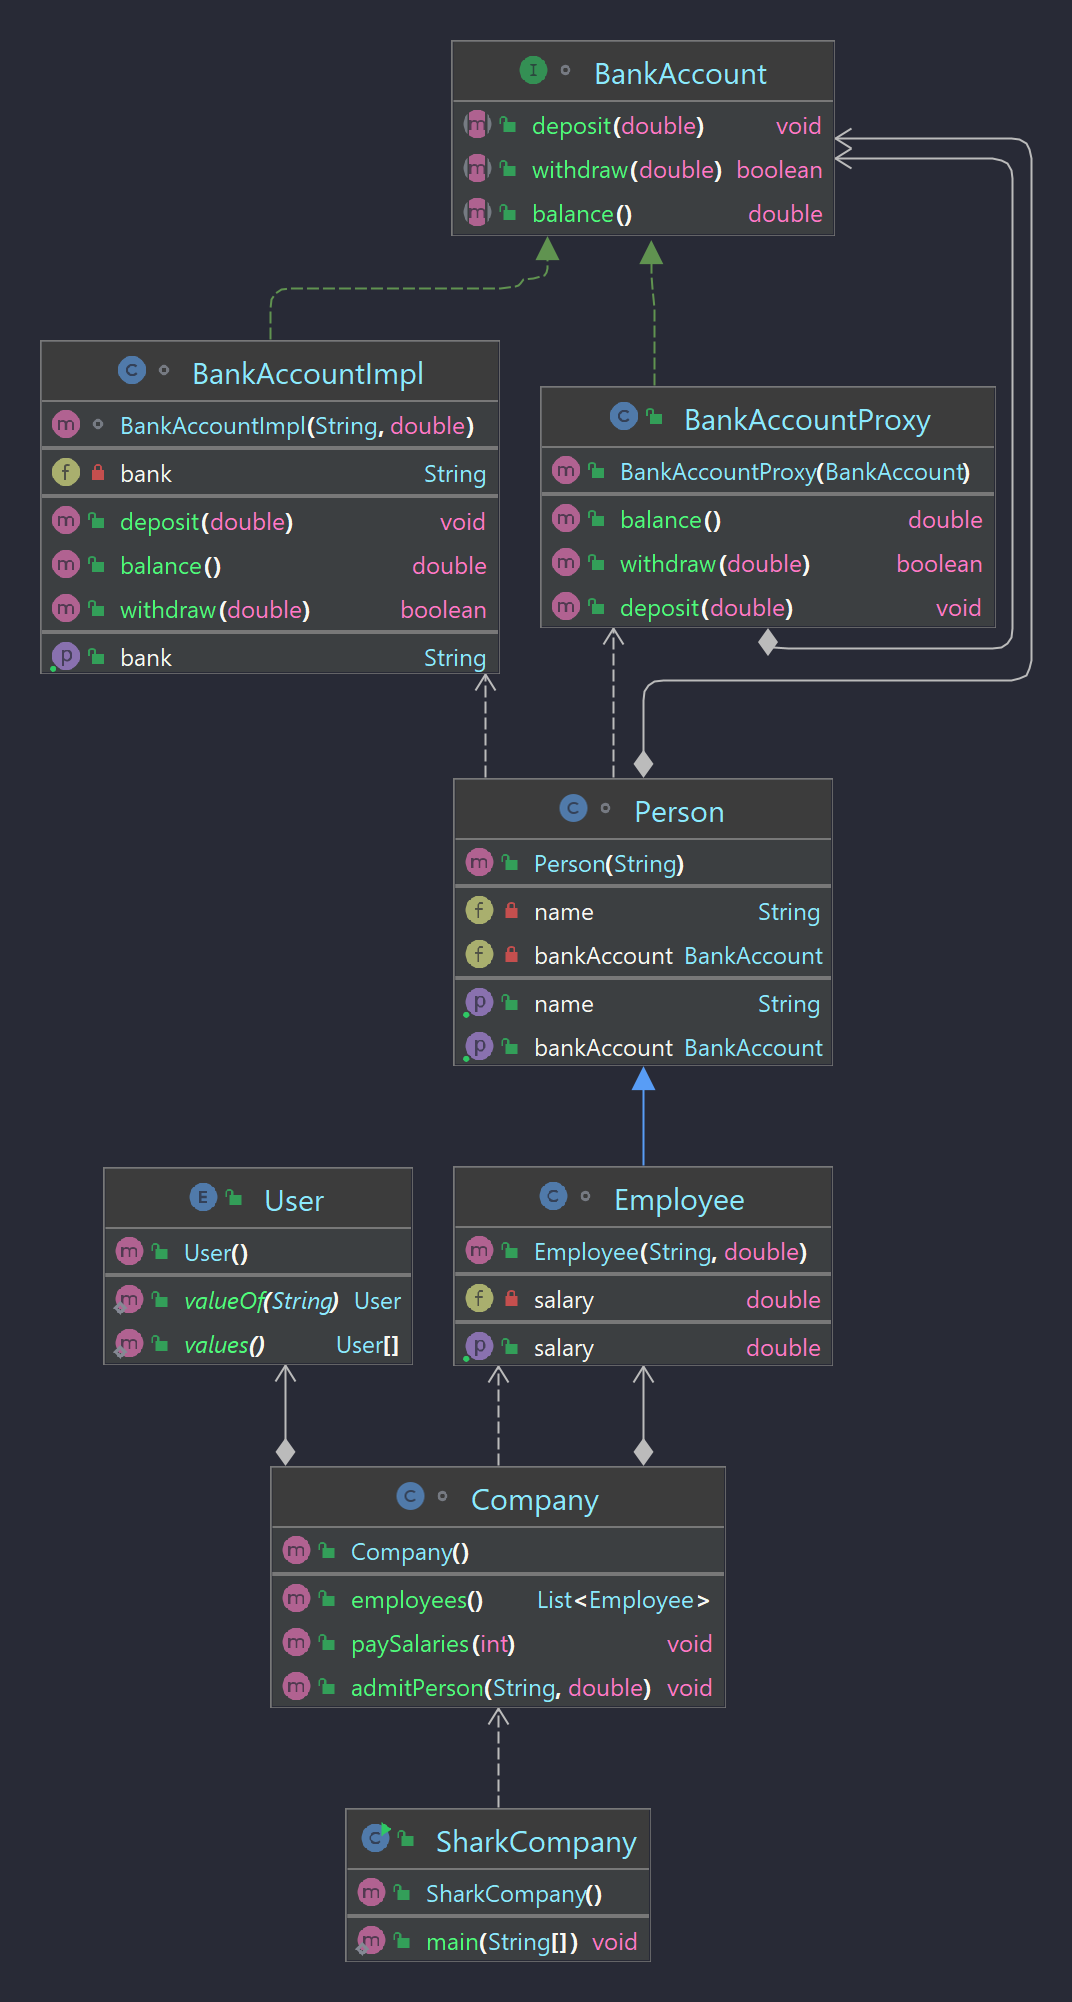 I BankAccount
m deposit(double) void
m withdraw(double) boolean
m balance() double
C BankAccountImpl
m BankAccountImpl(String, double)
f bank String
m deposit(double) void
m balance() double
m withdraw(double) boolean
p bank String
C BankAccountProxy
m BankAccountProxy(BankAccount)
m balance() double
m withdraw(double) boolean
m deposit(double) void
C Person
m Person(String)
f name String
f bankAccount BankAccount
p name String
p bankAccount BankAccount
E User
m User()
m valueOf(String) User
m values() User[]
C Employee
m Employee(String, double)
f salary double
p salary double
C Company
m Company()
m employees() List<Employee>
m paySalaries(int) void
m admitPerson(String, double) void
C SharkCompany
m SharkCompany()
m main(String[]) void